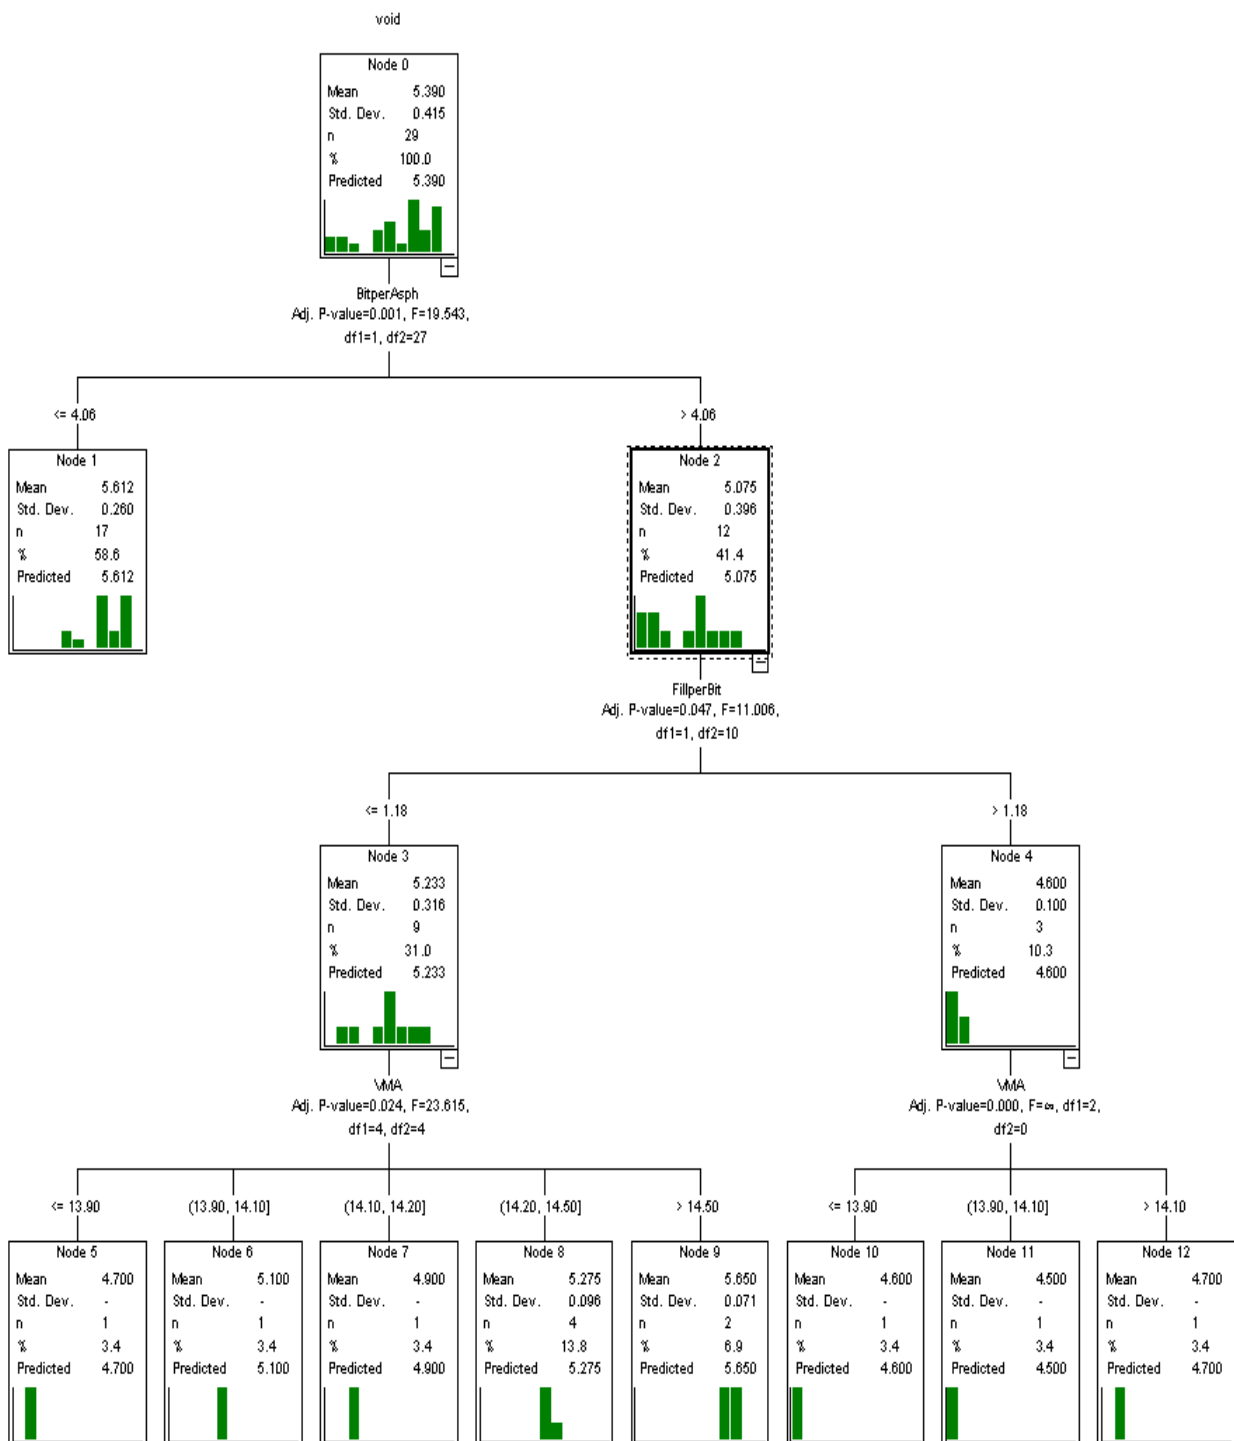 void
Node 0
Mean 5.390
Std. Dev. 0.415
n 29
% 100.0
Predicted 5.390
BitperAsph
Adj. P-value=0.001, F=19.543,
df1=1, df2=27
<= 4.06
> 4.06
Node 1
Mean 5.612
Std. Dev. 0.260
n 17
% 58.6
Predicted 5.612
Node 2
Mean 5.075
Std. Dev. 0.396
n 12
% 41.4
Predicted 5.075
FillperBit
Adj. P-value=0.047, F=11.006,
df1=1, df2=10
<= 1.18
> 1.18
Node 3
Mean 5.233
Std. Dev. 0.316
n 9
% 31.0
Predicted 5.233
Node 4
Mean 4.600
Std. Dev. 0.100
n 3
% 10.3
Predicted 4.600
VMA
Adj. P-value=0.024, F=23.615,
df1=4, df2=4
VMA
Adj. P-value=0.000, F=∞, df1=2,
df2=0
<= 13.90
(13.90, 14.10]
(14.10, 14.20]
(14.20, 14.50]
> 14.50
<= 13.90
(13.90, 14.10]
> 14.10
Node 5
Mean 4.700
Std. Dev. -
n 1
% 3.4
Predicted 4.700
Node 6
Mean 5.100
Std. Dev. -
n 1
% 3.4
Predicted 5.100
Node 7
Mean 4.900
Std. Dev. -
n 1
% 3.4
Predicted 4.900
Node 8
Mean 5.275
Std. Dev. 0.096
n 4
% 13.8
Predicted 5.275
Node 9
Mean 5.650
Std. Dev. 0.071
n 2
% 6.9
Predicted 5.650
Node 10
Mean 4.600
Std. Dev. -
n 1
% 3.4
Predicted 4.600
Node 11
Mean 4.500
Std. Dev. -
n 1
% 3.4
Predicted 4.500
Node 12
Mean 4.700
Std. Dev. -
n 1
% 3.4
Predicted 4.700